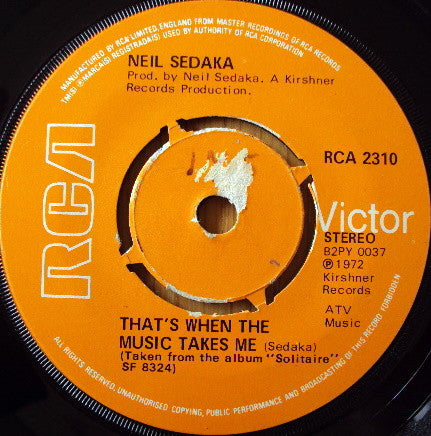 MANUFACTURED BY RCA LIMITED, ENGLAND FROM MASTER RECORDINGS OF RCA RECORDS
TM(S) ® MARCA(S) REGISTRADA(S) USED BY AUTHORITY OF RCA CORPORATION
NEIL SEDAKA
Prod. by Neil Sedaka. A Kirshner
Records Production.
RCA 2310
RCA
Victor
STEREO
B2PY 0037
℗ 1972
Kirshner
Records
ATV
Music
THAT'S WHEN THE
MUSIC TAKES ME (Sedaka)
(Taken from the album "Solitaire"
SF 8324)
ALL RIGHTS RESERVED. UNAUTHORISED COPYING, PUBLIC PERFORMANCE AND BROADCASTING OF THIS RECORD FORBIDDEN